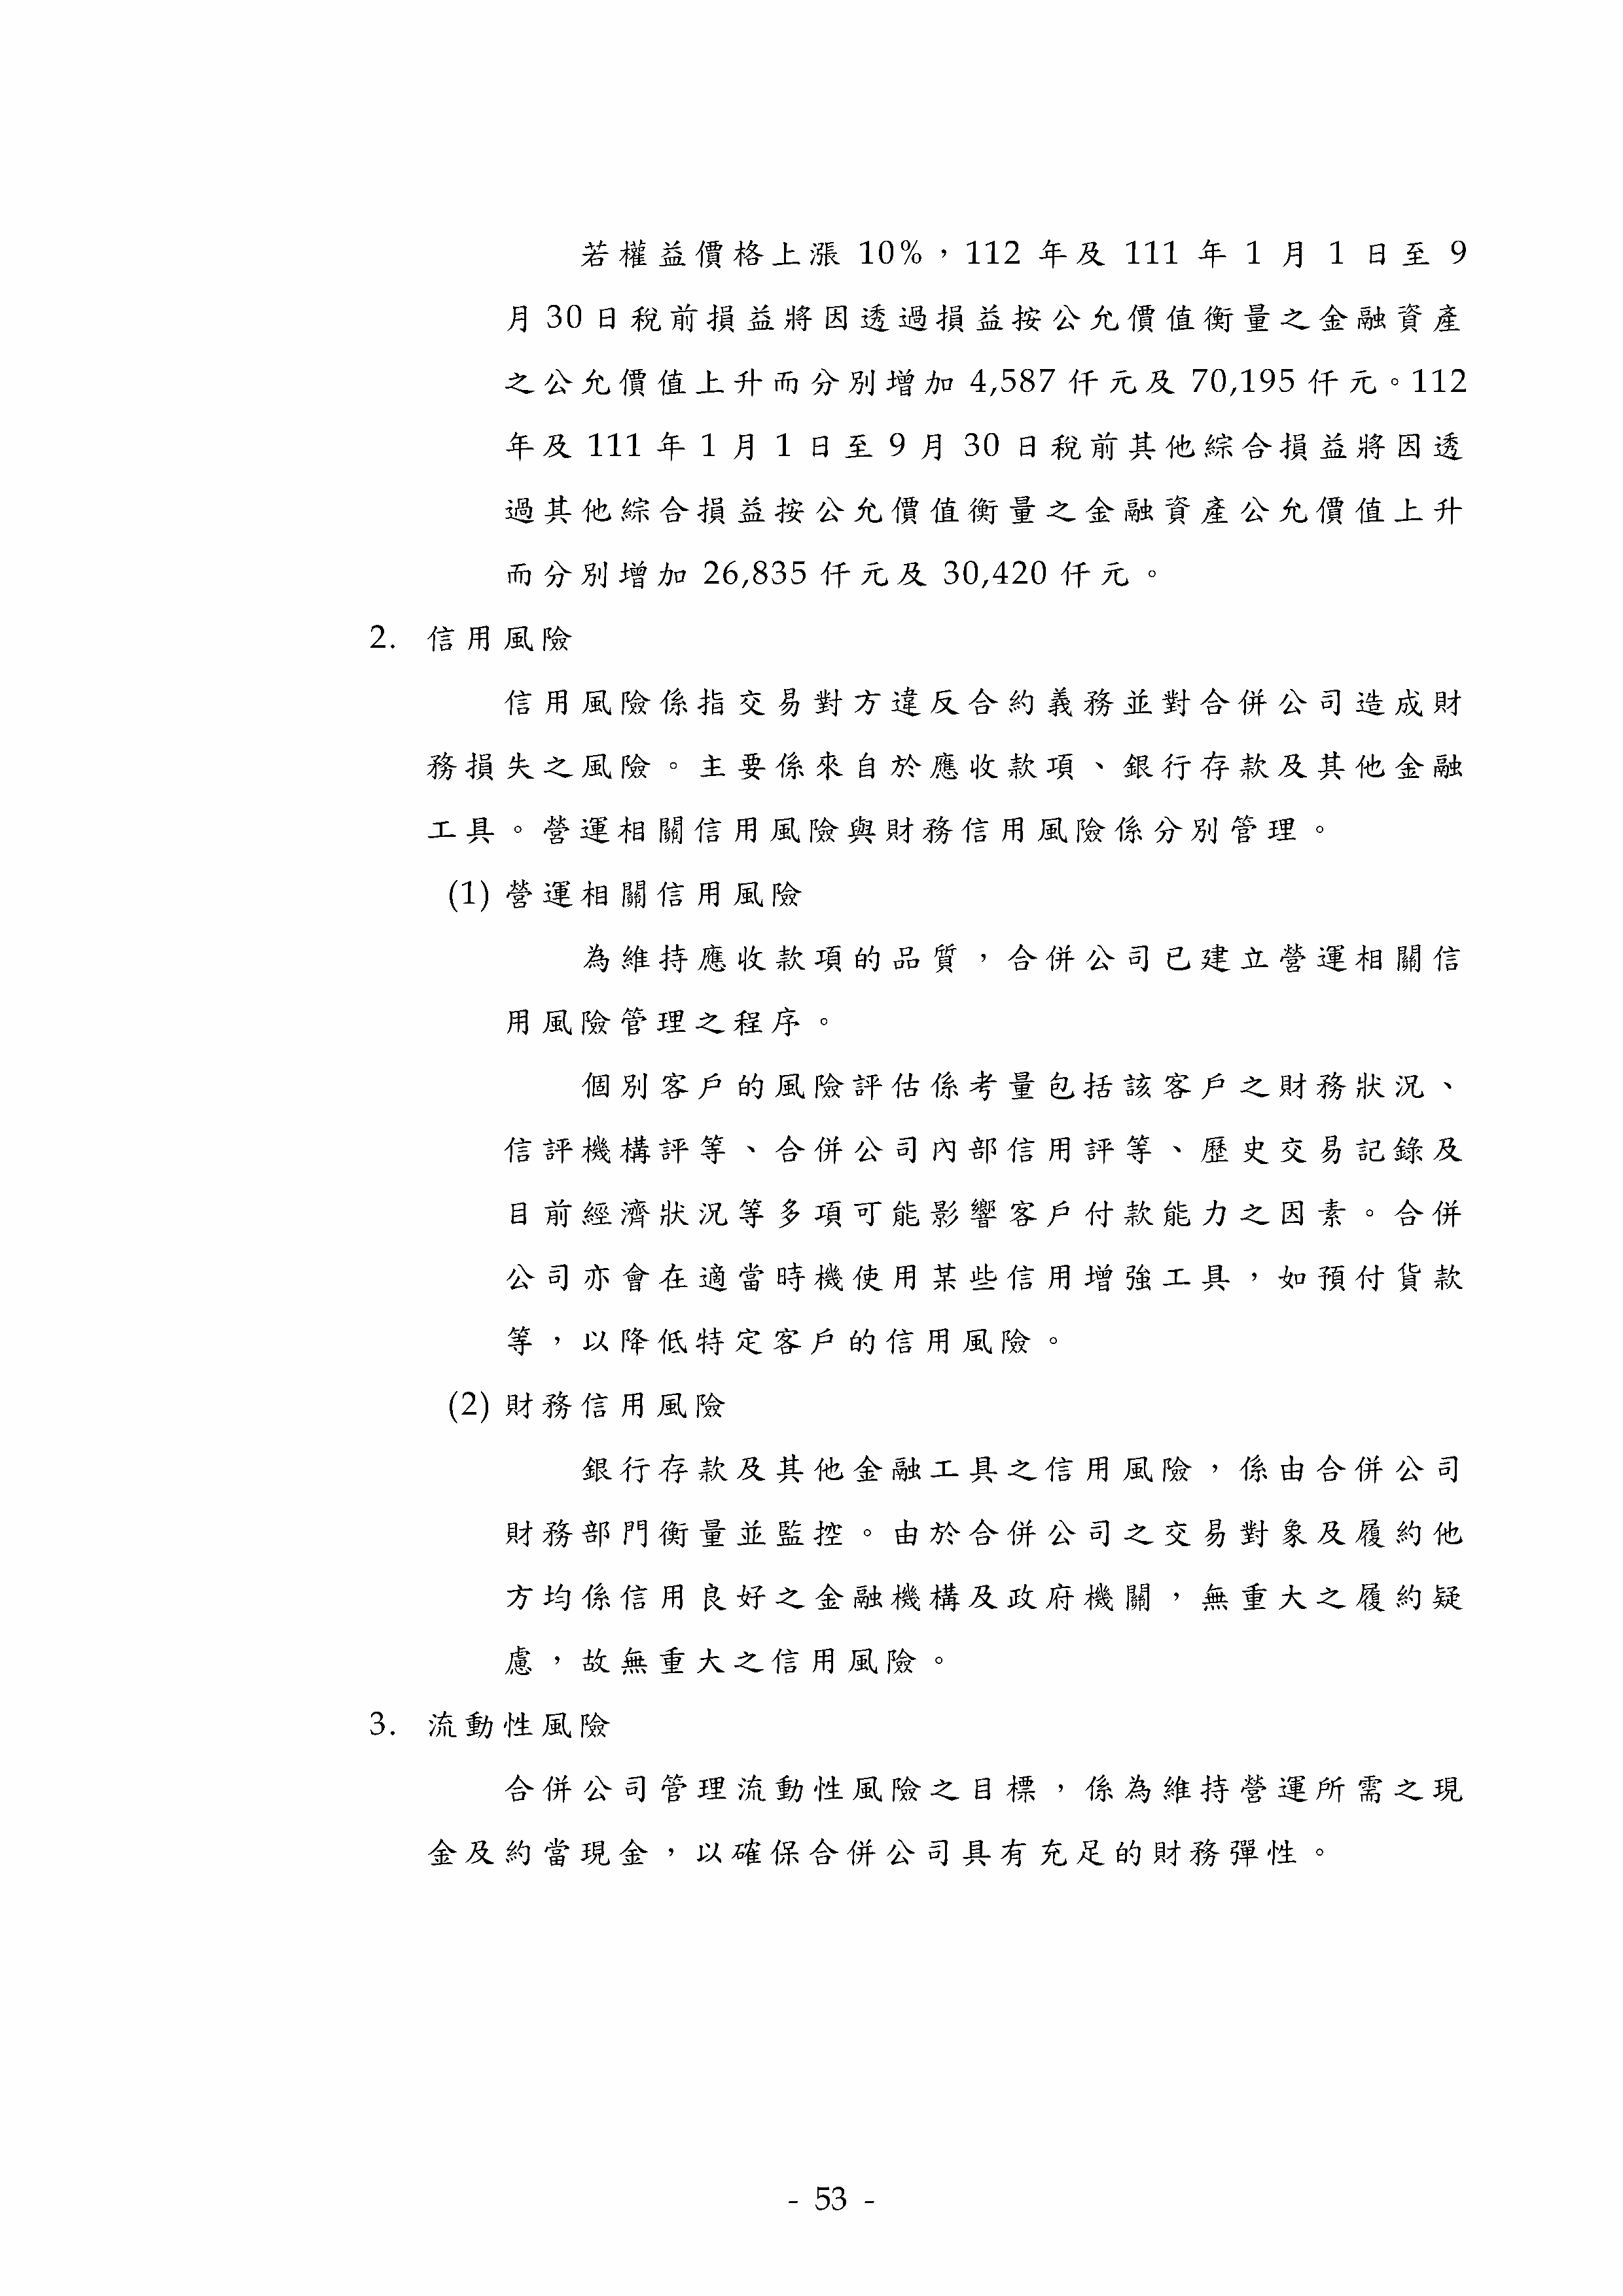 若權益價格上漲 10%，112 年及 111 年 1 月 1 日至 9
月 30 日稅前損益將因透過損益按公允價值衡量之金融資產
之公允價值上升而分別增加 4,587 仟元及 70,195 仟元。112
年及 111 年 1 月 1 日至 9 月 30 日稅前其他綜合損益將因透
過其他綜合損益按公允價值衡量之金融資產公允價值上升
而分別增加 26,835 仟元及 30,420 仟元。
2. 信用風險
信用風險係指交易對方違反合約義務並對合併公司造成財
務損失之風險。主要係來自於應收款項、銀行存款及其他金融
工具。營運相關信用風險與財務信用風險係分別管理。
(1) 營運相關信用風險
為維持應收款項的品質，合併公司已建立營運相關信
用風險管理之程序。
個別客戶的風險評估係考量包括該客戶之財務狀況、
信評機構評等、合併公司內部信用評等、歷史交易記錄及
目前經濟狀況等多項可能影響客戶付款能力之因素。合併
公司亦會在適當時機使用某些信用增強工具，如預付貨款
等，以降低特定客戶的信用風險。
(2) 財務信用風險
銀行存款及其他金融工具之信用風險，係由合併公司
財務部門衡量並監控。由於合併公司之交易對象及履約他
方均係信用良好之金融機構及政府機關，無重大之履約疑
慮，故無重大之信用風險。
3. 流動性風險
合併公司管理流動性風險之目標，係為維持營運所需之現
金及約當現金，以確保合併公司具有充足的財務彈性。
- 53 -